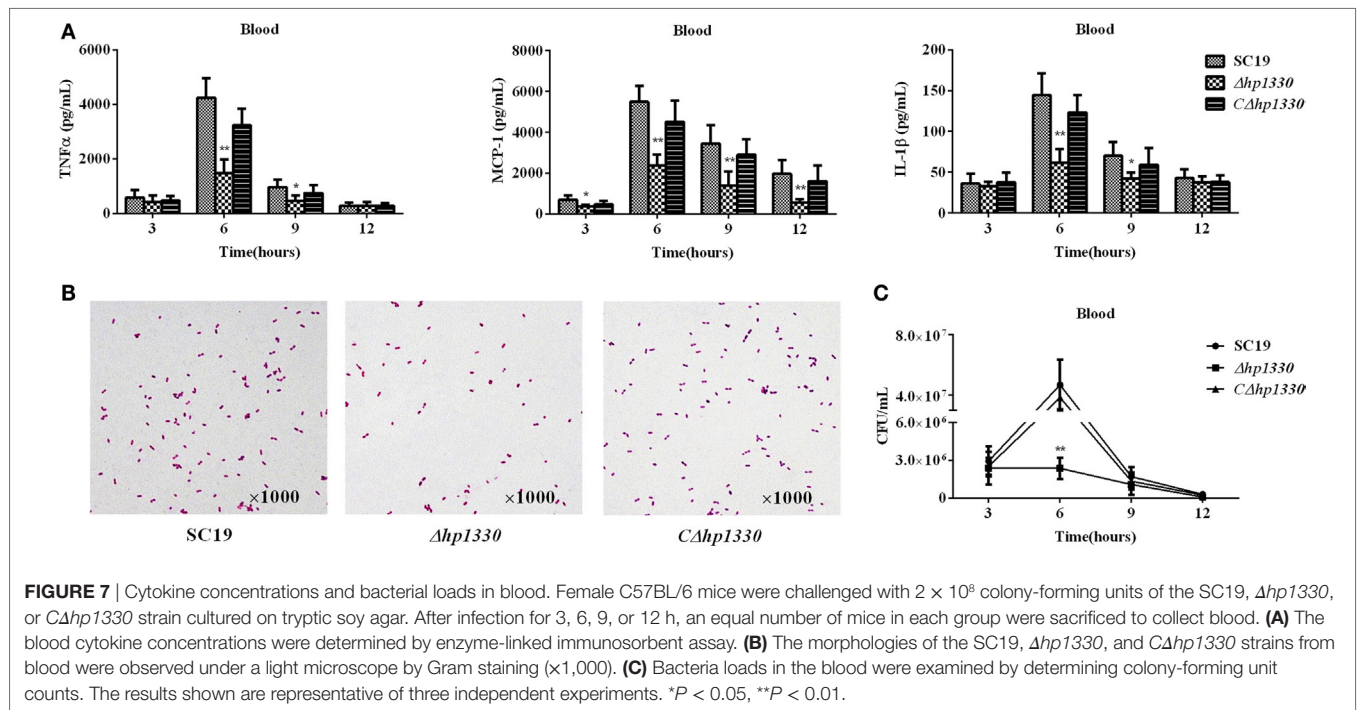 A
Blood
6000
4000
2000
0
TNFα (pg/mL)
**
*
3 6 9 12
Time(hours)
Blood
8000
6000
4000
2000
0
MCP-1 (pg/mL)
*
**
**
**
3 6 9 12
Time(hours)
Blood
200
150
100
50
0
IL-1β (pg/mL)
**
*
3 6 9 12
Time(hours)
SC19
Δhp1330
CΔhp1330
B
×1000
SC19
×1000
Δhp1330
×1000
CΔhp1330
C
Blood
8.0×10⁷
4.0×10⁷
6.0×10⁶
3.0×10⁶
0
CFU/mL
**
3 6 9 12
Time(hours)
SC19
Δhp1330
CΔhp1330
FIGURE 7 | Cytokine concentrations and bacterial loads in blood. Female C57BL/6 mice were challenged with 2 × 10⁸ colony-forming units of the SC19, Δhp1330,
or CΔhp1330 strain cultured on tryptic soy agar. After infection for 3, 6, 9, or 12 h, an equal number of mice in each group were sacrificed to collect blood. (A) The
blood cytokine concentrations were determined by enzyme-linked immunosorbent assay. (B) The morphologies of the SC19, Δhp1330, and CΔhp1330 strains from
blood were observed under a light microscope by Gram staining (×1,000). (C) Bacteria loads in the blood were examined by determining colony-forming unit
counts. The results shown are representative of three independent experiments. *P < 0.05, **P < 0.01.